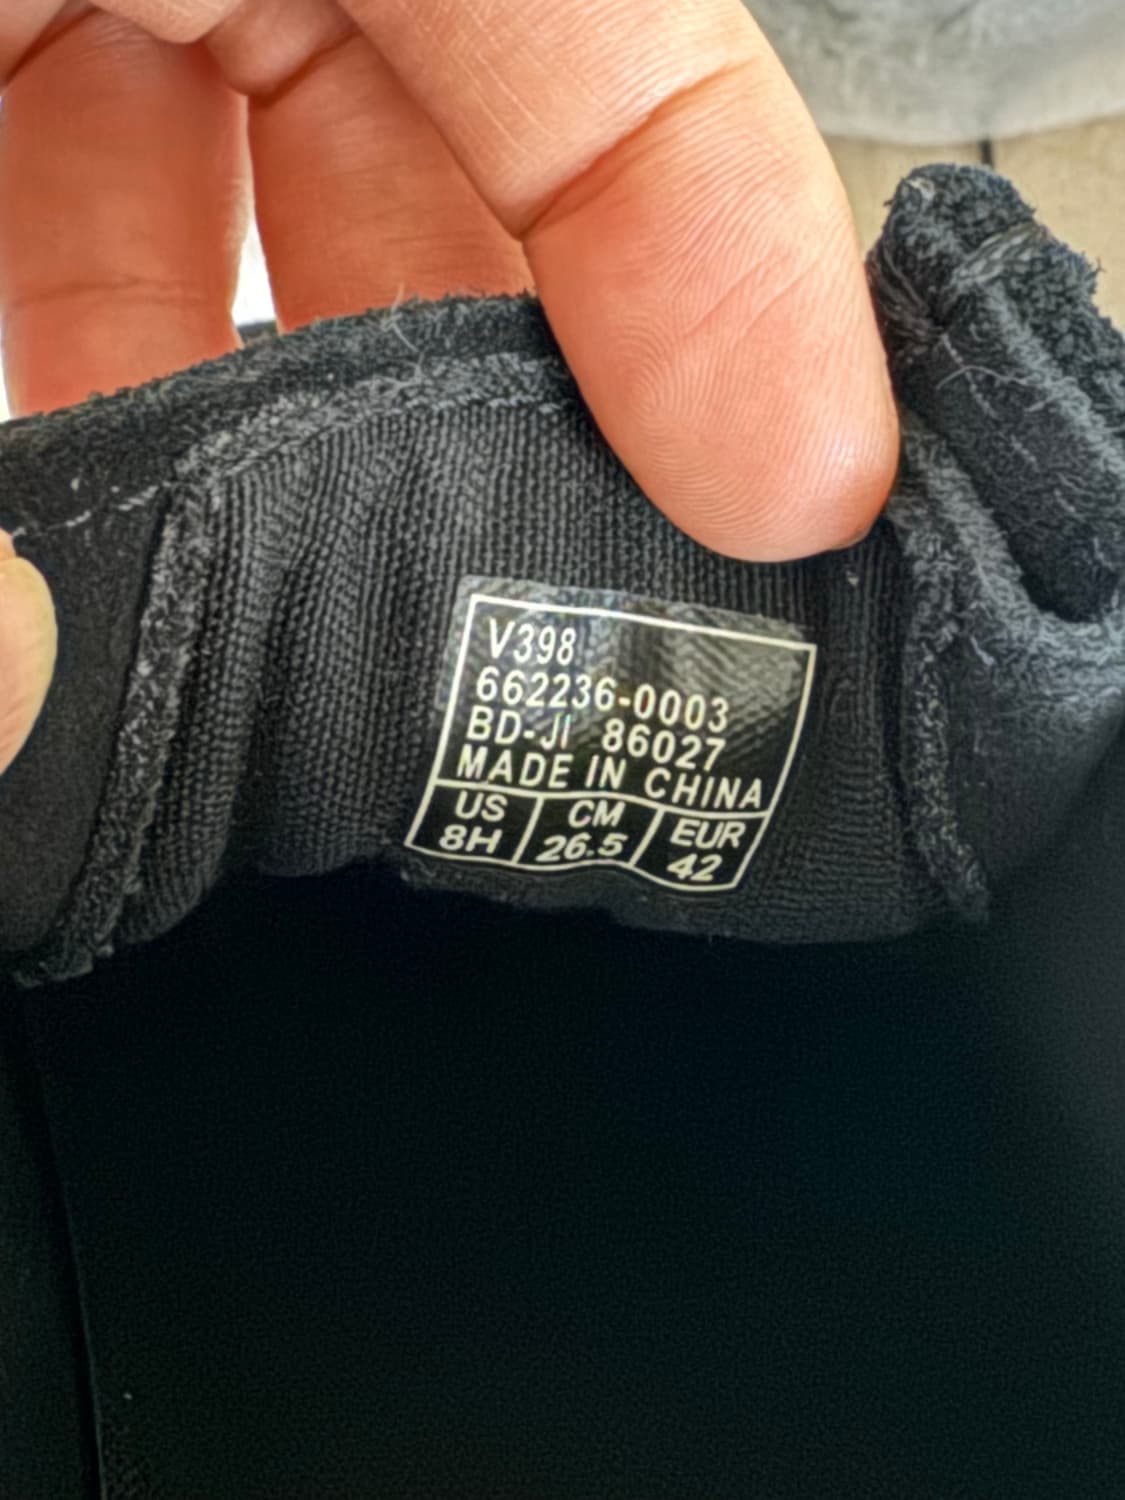 V398
662236-0003
BD-JI 86027
MADE IN CHINA
US CM EUR
8H 26.5 42